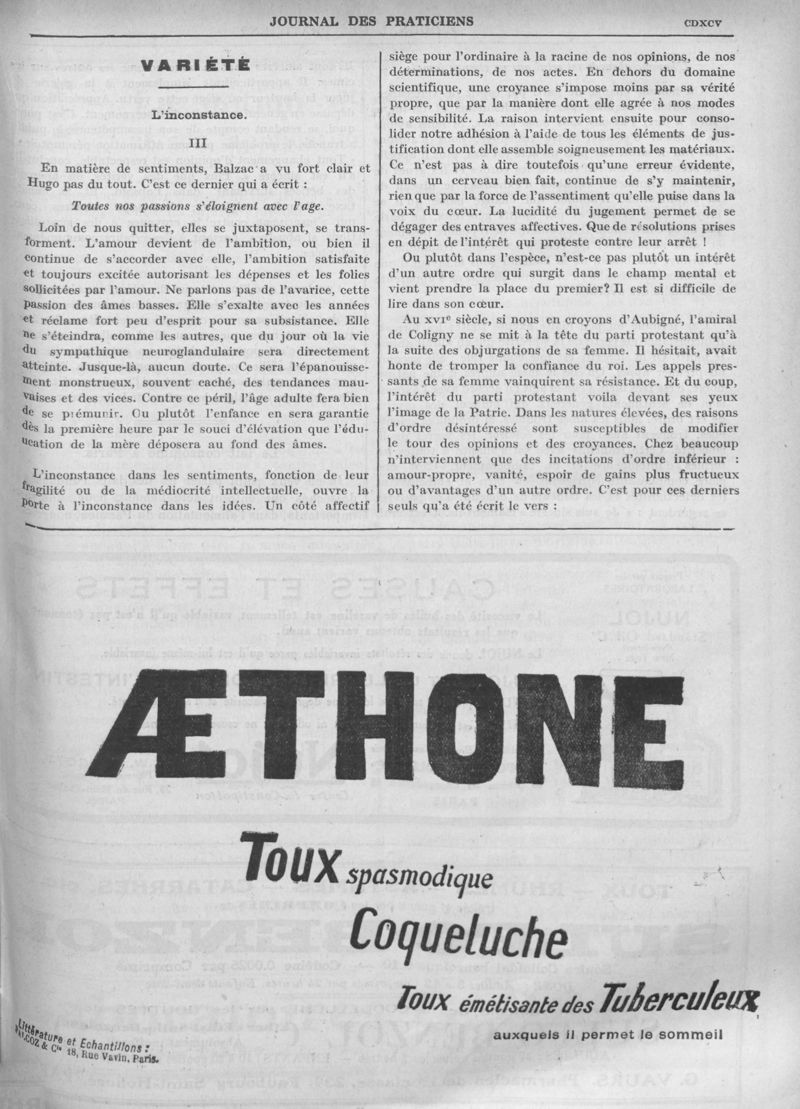 JOURNAL DES PRATICIENS
CDXCV
VARIÉTÉ
L'inconstance.
III
En matière de sentiments, Balzac a vu fort clair et
Hugo pas du tout. C'est ce dernier qui a écrit :
Toutes nos passions s'éloignent avec l'age.
Loin de nous quitter, elles se juxtaposent, se trans-
forment. L'amour devient de l'ambition, ou bien il
continue de s'accorder avec elle, l'ambition satisfaite
et toujours excitée autorisant les dépenses et les folies
sollicitées par l'amour. Ne parlons pas de l'avarice, cette
passion des âmes basses. Elle s'exalte avec les années
et réclame fort peu d'esprit pour sa subsistance. Elle
ne s'éteindra, comme les autres, que du jour où la vie
du sympathique neuroglandulaire sera directement
atteinte. Jusque-là, aucun doute. Ce sera l'épanouisse-
ment monstrueux, souvent caché, des tendances mau-
vaises et des vices. Contre ce péril, l'âge adulte fera bien
de se prémunir. Ou plutôt l'enfance en sera garantie
dès la première heure par le souci d'élévation que l'édu-
ucation de la mère déposera au fond des âmes.
L'inconstance dans les sentiments, fonction de leur
fragilité ou de la médiocrité intellectuelle, ouvre la
porte à l'inconstance dans les idées. Un côté affectif
siège pour l'ordinaire à la racine de nos opinions, de nos
déterminations, de nos actes. En dehors du domaine
scientifique, une croyance s'impose moins par sa vérité
propre, que par la manière dont elle agrée à nos modes
de sensibilité. La raison intervient ensuite pour conso-
lider notre adhésion à l'aide de tous les éléments de jus-
tification dont elle assemble soigneusement les matériaux.
Ce n'est pas à dire toutefois qu'une erreur évidente,
dans un cerveau bien fait, continue de s'y maintenir,
rien que par la force de l'assentiment qu'elle puise dans la
voix du cœur. La lucidité du jugement permet de se
dégager des entraves affectives. Que de résolutions prises
en dépit de l'intérêt qui proteste contre leur arrêt !
Ou plutôt dans l'espèce, n'est-ce pas plutôt un intérêt
d'un autre ordre qui surgit dans le champ mental et
vient prendre la place du premier? Il est si difficile de
lire dans son cœur.
Au XVIe siècle, si nous en croyons d'Aubigné, l'amiral
de Coligny ne se mit à la tête du parti protestant qu'à
la suite des objurgations de sa femme. Il hésitait, avait
honte de tromper la confiance du roi. Les appels pres-
sants de sa femme vainquirent sa résistance. Et du coup,
l'intérêt du parti protestant voila devant ses yeux
l'image de la Patrie. Dans les natures élevées, des raisons
d'ordre désintéressé sont susceptibles de modifier
le tour des opinions et des croyances. Chez beaucoup
n'interviennent que des incitations d'ordre inférieur :
amour-propre, vanité, espoir de gains plus fructueux
ou d'avantages d'un autre ordre. C'est pour ces derniers
seuls qu'a été écrit le vers :
ÆTHONE
Toux spasmodique
Coqueluche
Toux émétisante des Tuberculeux
auxquels il permet le sommeil
Littérature et Echantillons :
COZ & Cie 18, Rue Vavin, Paris.